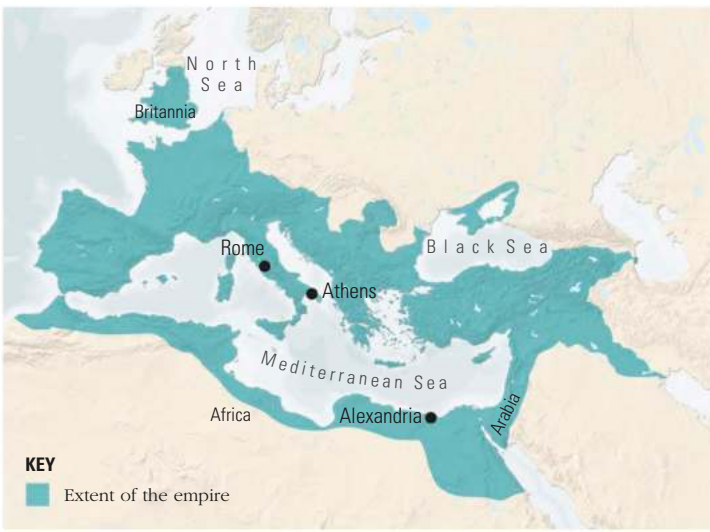 North
Sea
Britannia
Rome
Black Sea
Athens
Mediterranean Sea
Africa
Alexandria
Arabia
KEY
Extent of the empire